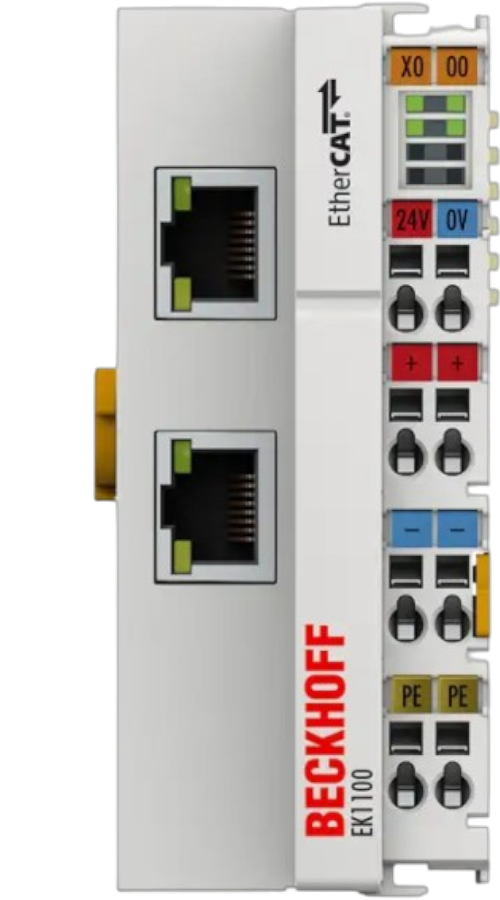 X0 00
EtherCAT®
24V 0V
+ +
− −
BECKHOFF
EK1100
PE PE